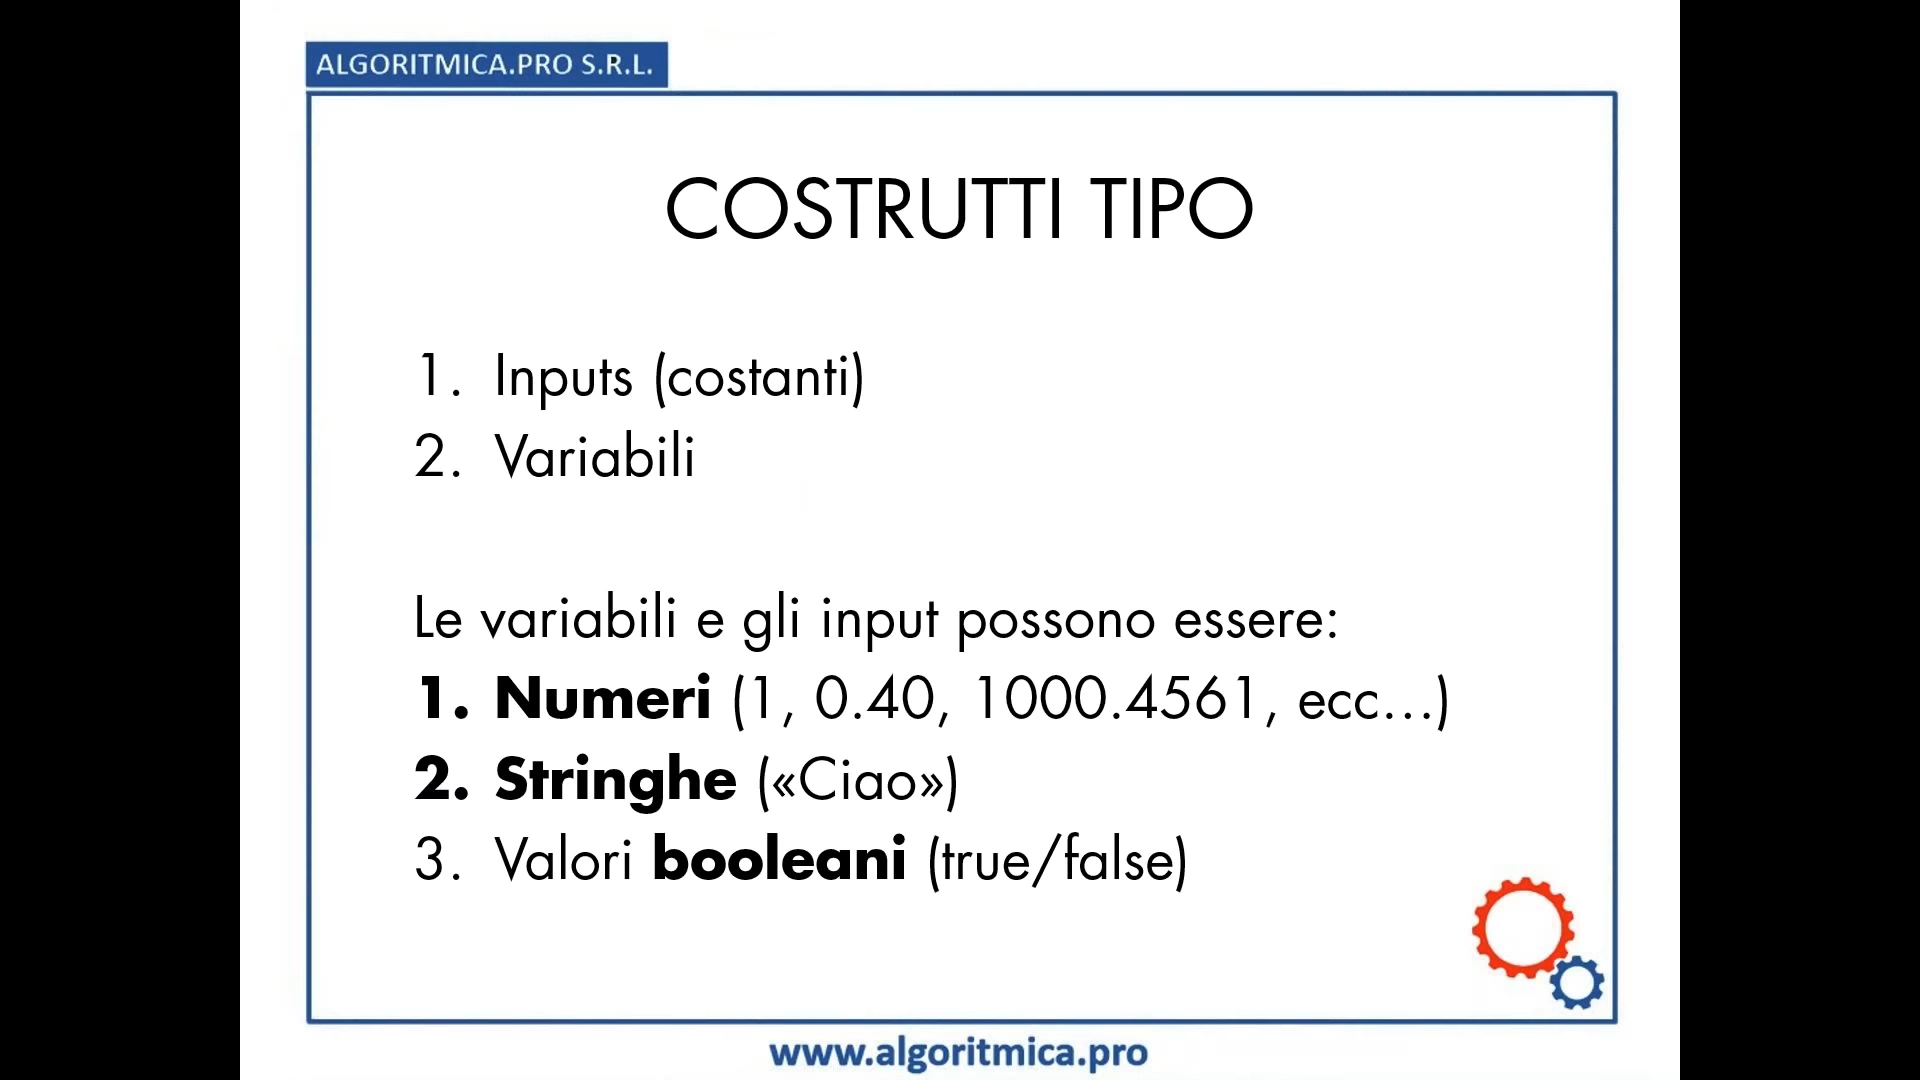 ALGORITMICA.PRO S.R.L.
COSTRUTTI TIPO
1. Inputs (costanti)
2. Variabili
Le variabili e gli input possono essere:
1. Numeri (1, 0.40, 1000.4561, ecc...)
2. Stringhe («Ciao»)
3. Valori booleani (true/false)
www.algoritmica.pro